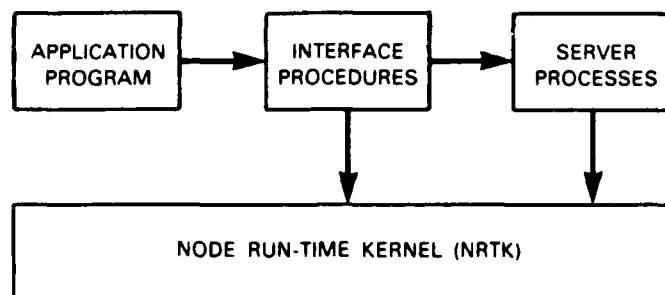 APPLICATION
PROGRAM
INTERFACE
PROCEDURES
SERVER
PROCESSES
NODE RUN-TIME KERNEL (NRTK)